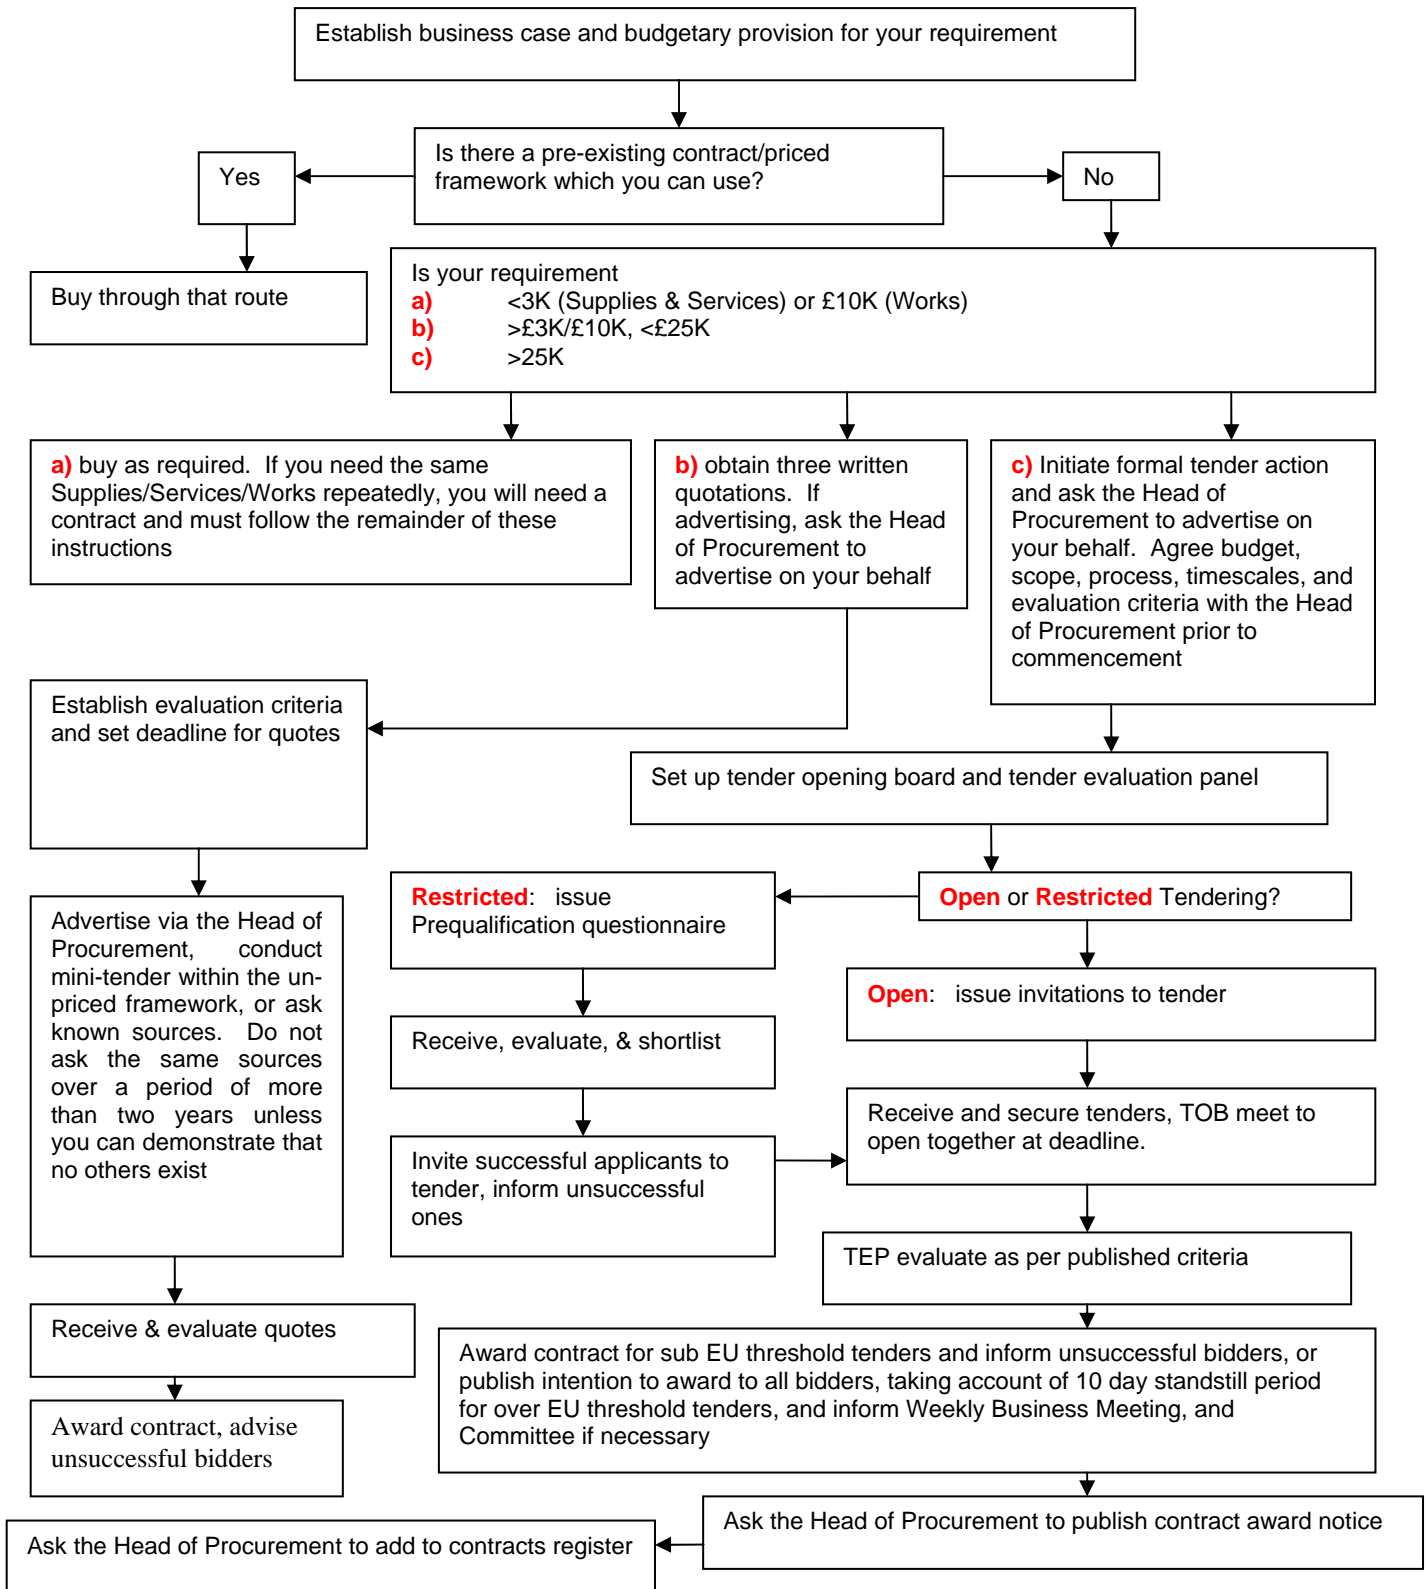 Establish business case and budgetary provision for your requirement
Is there a pre-existing contract/priced
framework which you can use?
Yes
No
Buy through that route
Is your requirement
a) <3K (Supplies & Services) or £10K (Works)
b) >£3K/£10K, <£25K
c) >25K
a) buy as required. If you need the same
Supplies/Services/Works repeatedly, you will need a
contract and must follow the remainder of these
instructions
b) obtain three written
quotations. If
advertising, ask the Head
of Procurement to
advertise on your behalf
c) Initiate formal tender action
and ask the Head of
Procurement to advertise on
your behalf. Agree budget,
scope, process, timescales, and
evaluation criteria with the Head
of Procurement prior to
commencement
Establish evaluation criteria
and set deadline for quotes
Set up tender opening board and tender evaluation panel
Advertise via the Head of
Procurement, conduct
mini-tender within the un-
priced framework, or ask
known sources. Do not
ask the same sources
over a period of more
than two years unless
you can demonstrate that
no others exist
Restricted: issue
Prequalification questionnaire
Open or Restricted Tendering?
Open: issue invitations to tender
Receive, evaluate, & shortlist
Receive and secure tenders, TOB meet to
open together at deadline.
Invite successful applicants to
tender, inform unsuccessful
ones
TEP evaluate as per published criteria
Receive & evaluate quotes
Award contract for sub EU threshold tenders and inform unsuccessful bidders, or
publish intention to award to all bidders, taking account of 10 day standstill period
for over EU threshold tenders, and inform Weekly Business Meeting, and
Committee if necessary
Award contract, advise
unsuccessful bidders
Ask the Head of Procurement to publish contract award notice
Ask the Head of Procurement to add to contracts register